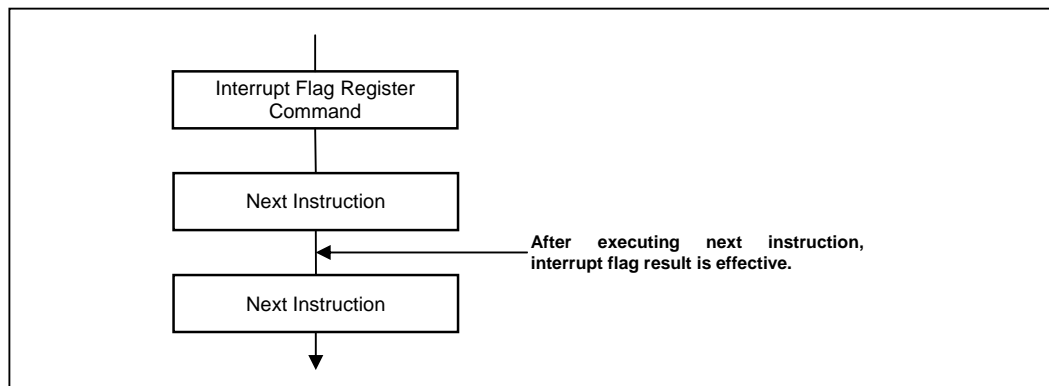 Interrupt Flag Register
Command
Next Instruction
After executing next instruction,
interrupt flag result is effective.
Next Instruction